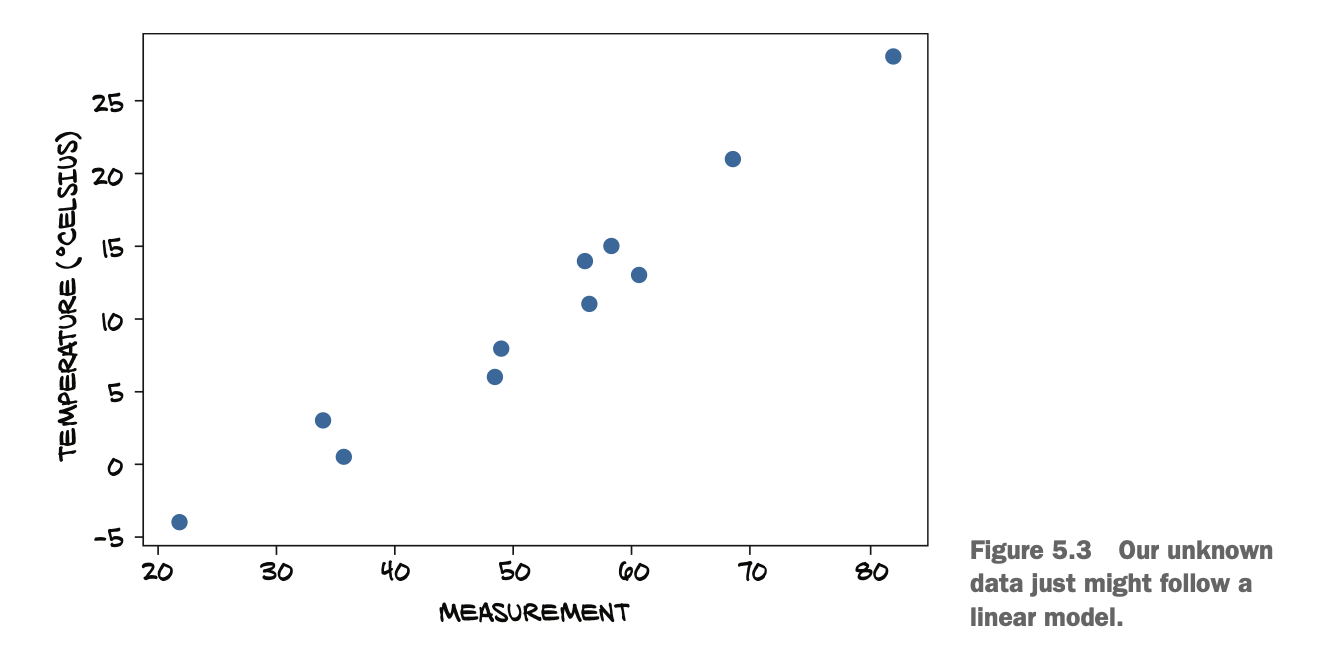 25
20
15
10
5
0
-5
TEMPERATURE (°CELSIUS)
20 30 40 50 60 70 80
MEASUREMENT
Figure 5.3 Our unknown
data just might follow a
linear model.